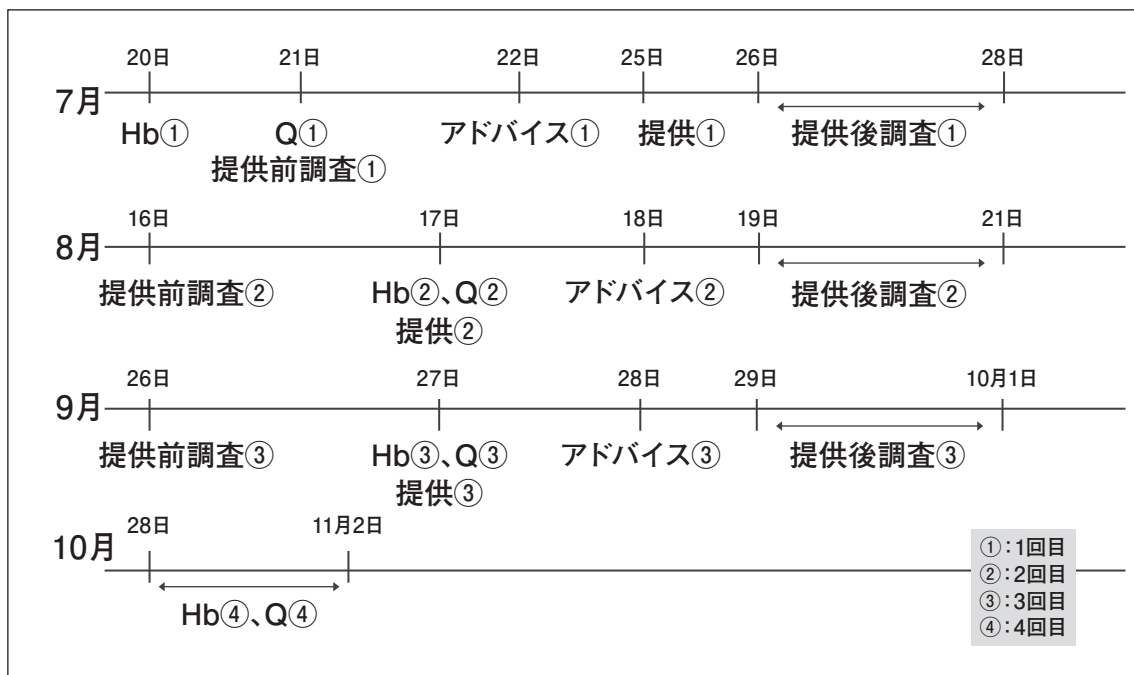 20日 21日 22日 25日 26日 28日
7月
Hb① Q① アドバイス① 提供① 提供後調査①
提供前調査①
16日 17日 18日 19日 21日
8月
提供前調査② Hb②、Q② アドバイス② 提供後調査②
提供②
26日 27日 28日 29日 10月1日
9月
提供前調査③ Hb③、Q③ アドバイス③ 提供後調査③
提供③
28日 11月2日
10月
Hb④、Q④
①：1回目
②：2回目
③：3回目
④：4回目